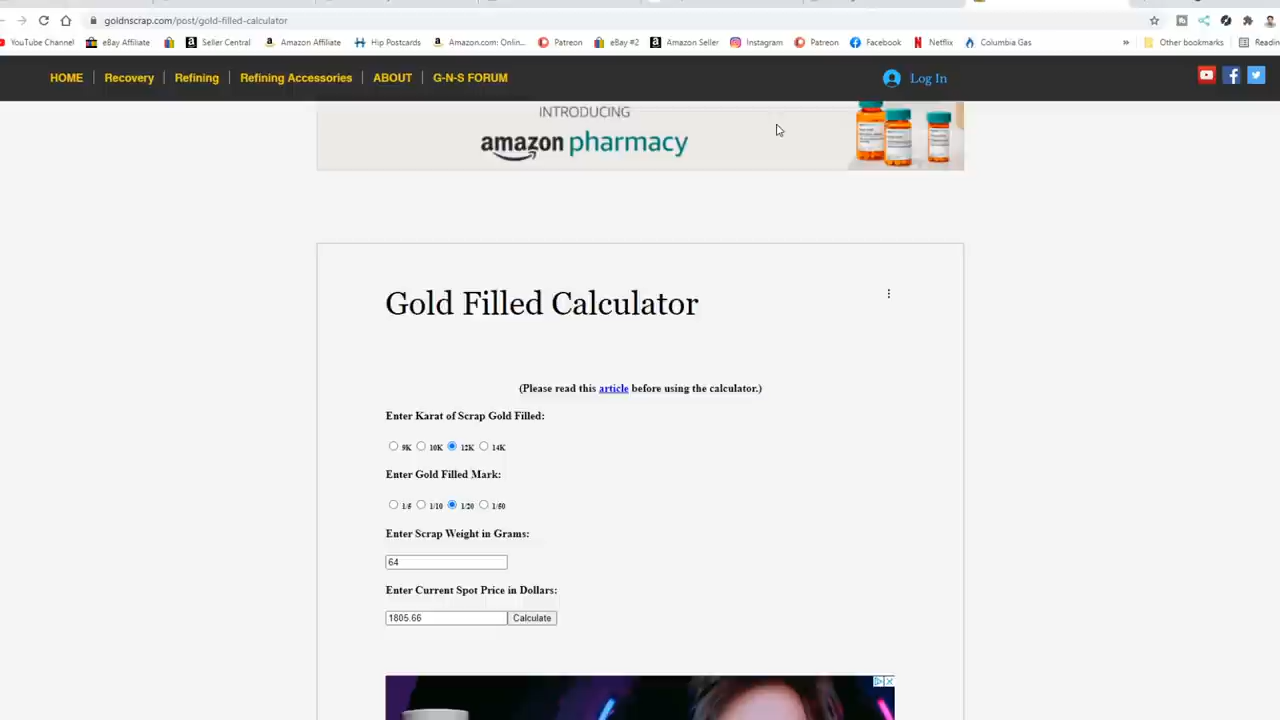 goldnscrap.com/post/gold-filled-calculator
YouTube Channel eBay Affiliate Seller Central Amazon Affiliate Hip Postcards Amazon.com: Onlin... Patreon eBay #2 Amazon Seller Patreon Instagram Patreon Facebook Netflix Columbia Gas » Other bookmarks Readin
HOME Recovery Refining Refining Accessories ABOUT G-N-S FORUM Log In
INTRODUCING
amazon pharmacy
Gold Filled Calculator
(Please read this article before using the calculator.)
Enter Karat of Scrap Gold Filled:
9K 10K 12K 14K
Enter Gold Filled Mark:
1/5 1/10 1/20 1/50
Enter Scrap Weight in Grams:
64
Enter Current Spot Price in Dollars:
1805.66 Calculate